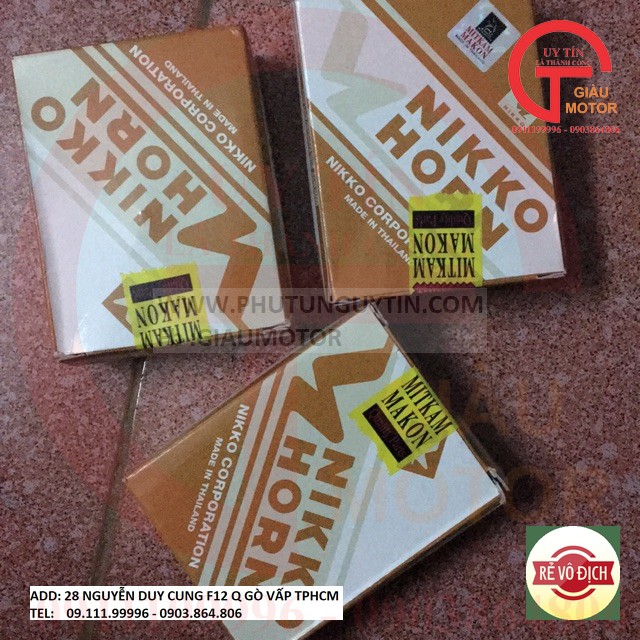 NIKKO
HORN
NIKKO CORPORATION
MADE IN THAILAND
MITKAM
MAKON
NIKKO
HORN
NIKKO CORPO
MADE IN THAILAND
MITKAM
MAKON
NIKKO
HORN
NIKKO CORPORATION
MADE IN THAILAND
MITKAM
MAKON
UY TÍN
LÀ THÀNH CÔNG
GIÀU
MOTOR
0911199996 - 0903864806
WWW.PHUTUNGUYTIN.COM
GIAUMOTOR
RẺ VÔ ĐỊCH
ADD: 28 NGUYỄN DUY CUNG F12 Q GÒ VẤP TPHCM
TEL: 09.111.99996 - 0903.864.806